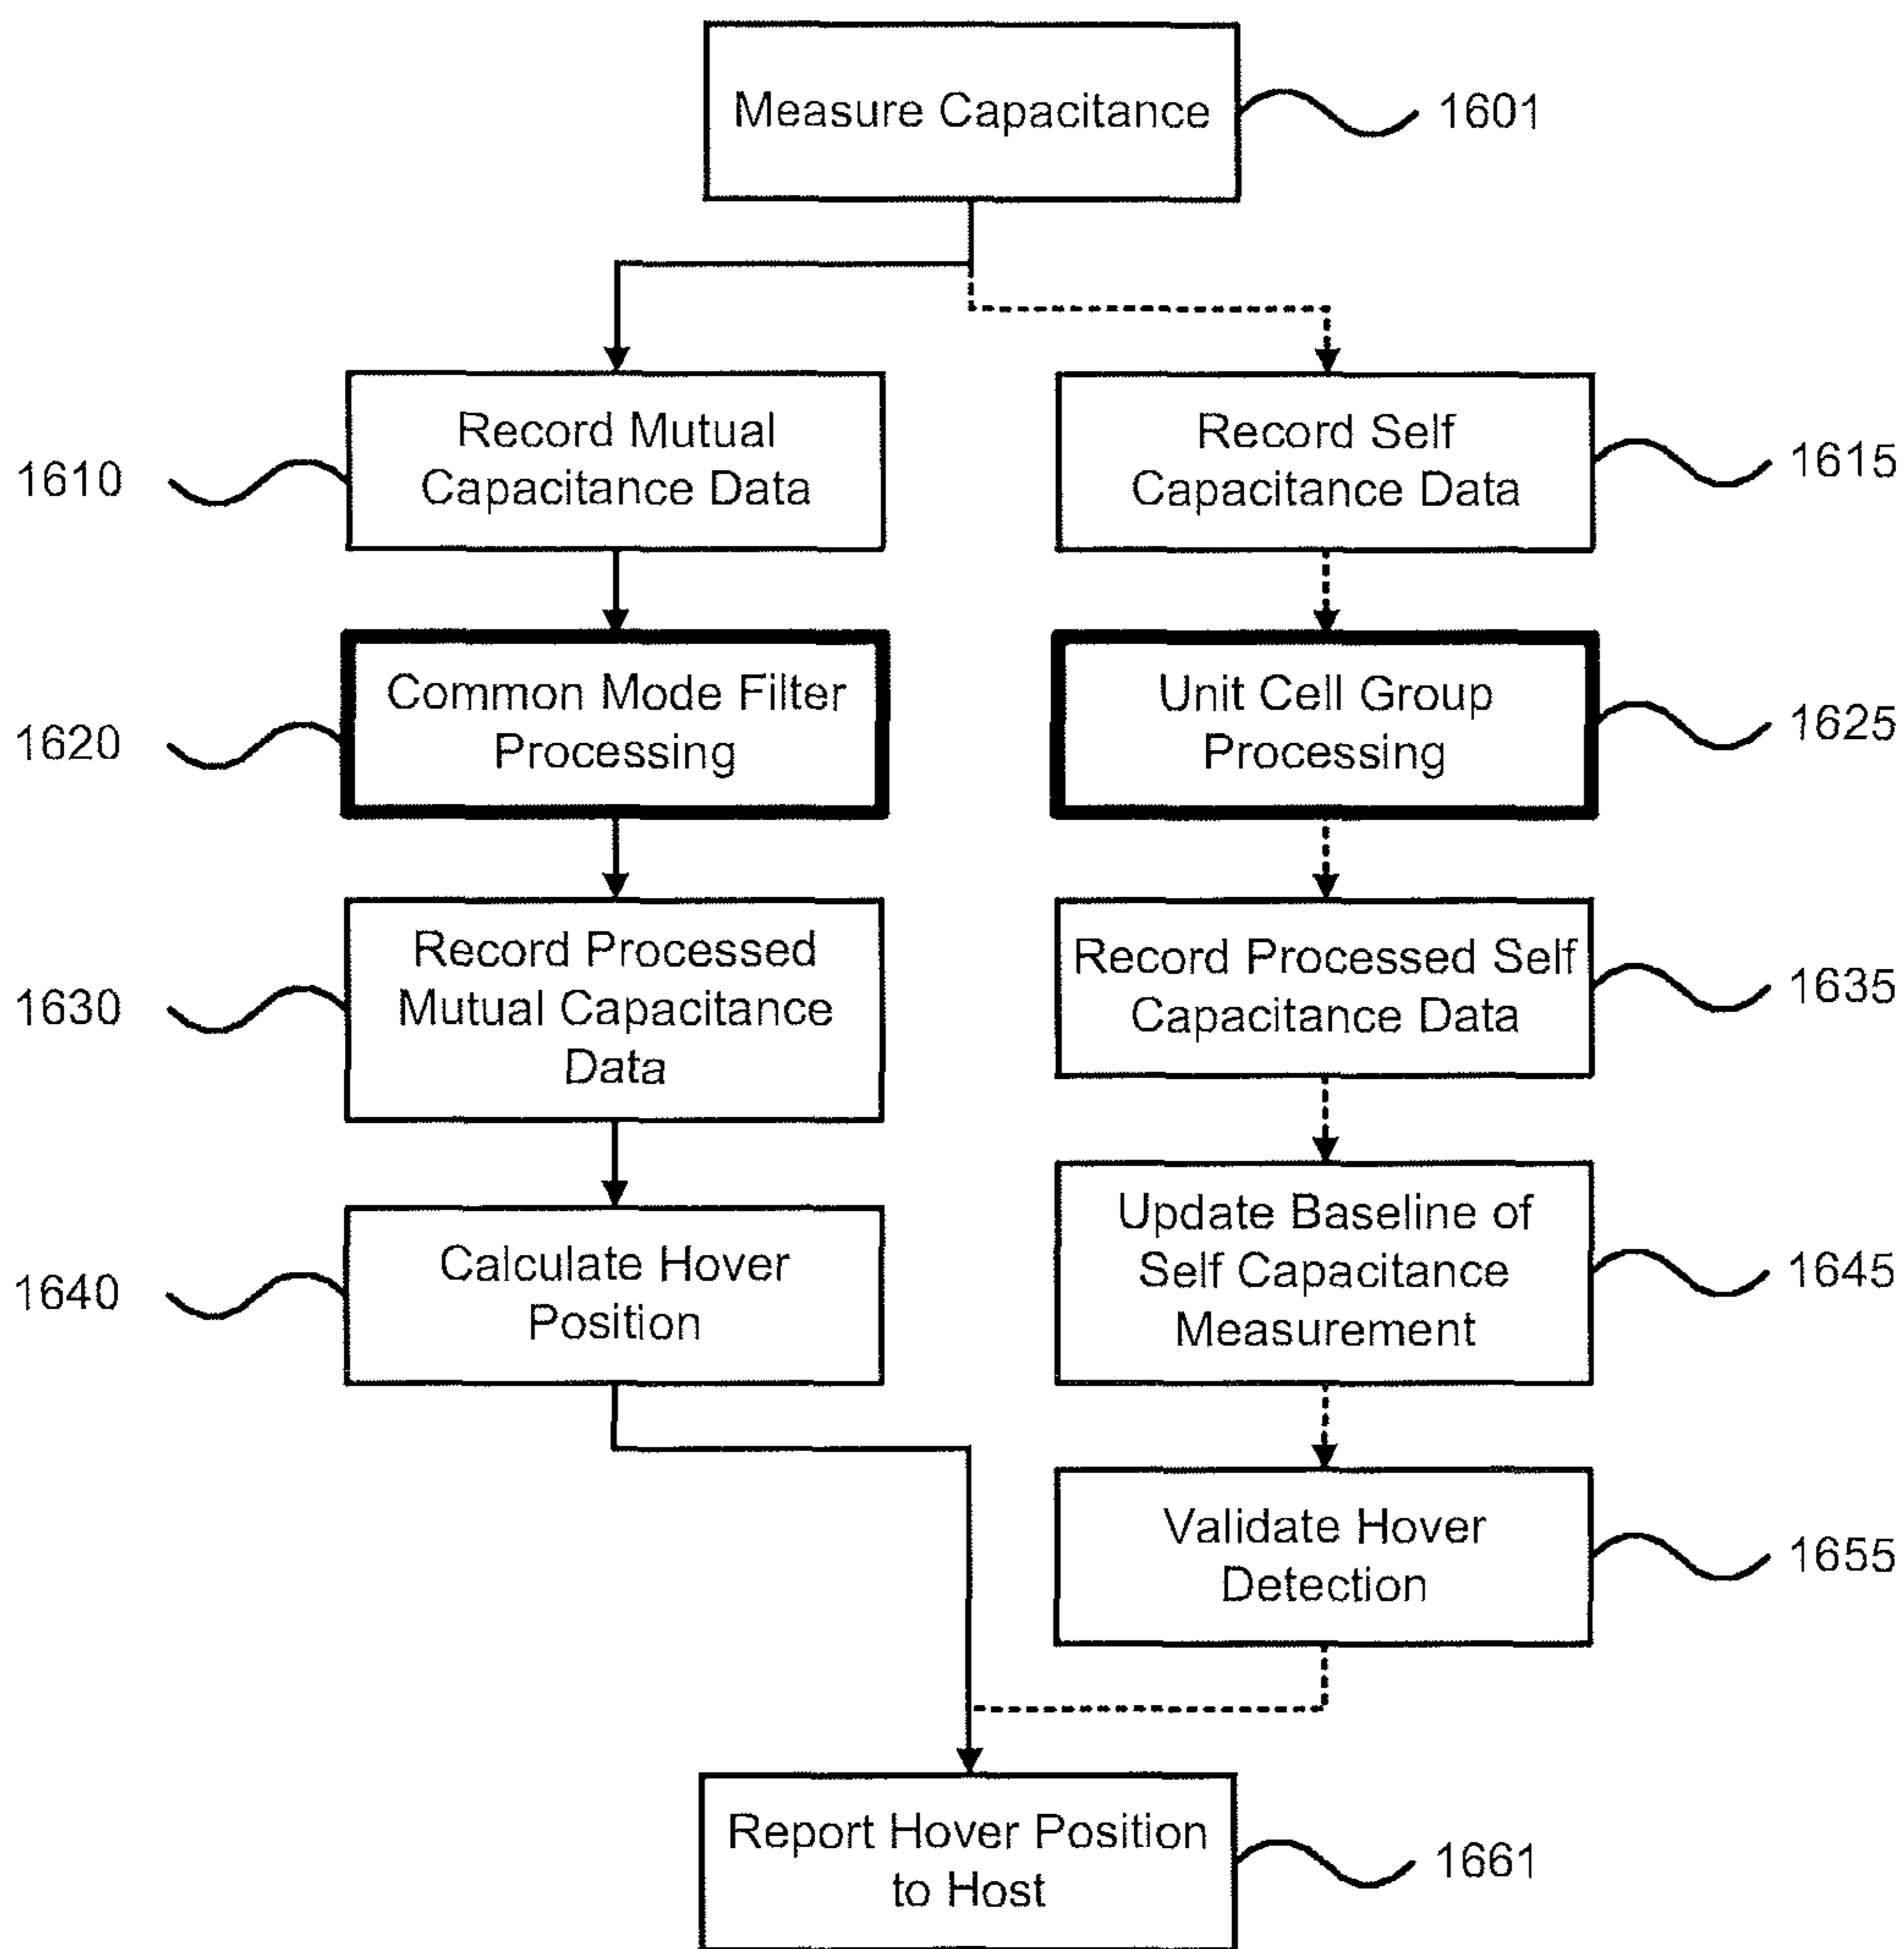 Measure Capacitance
1601
Record Mutual
Capacitance Data
1610
Record Self
Capacitance Data
1615
Common Mode Filter
Processing
1620
Unit Cell Group
Processing
1625
Record Processed
Mutual Capacitance
Data
1630
Record Processed Self
Capacitance Data
1635
Calculate Hover
Position
1640
Update Baseline of
Self Capacitance
Measurement
1645
Validate Hover
Detection
1655
Report Hover Position
to Host
1661